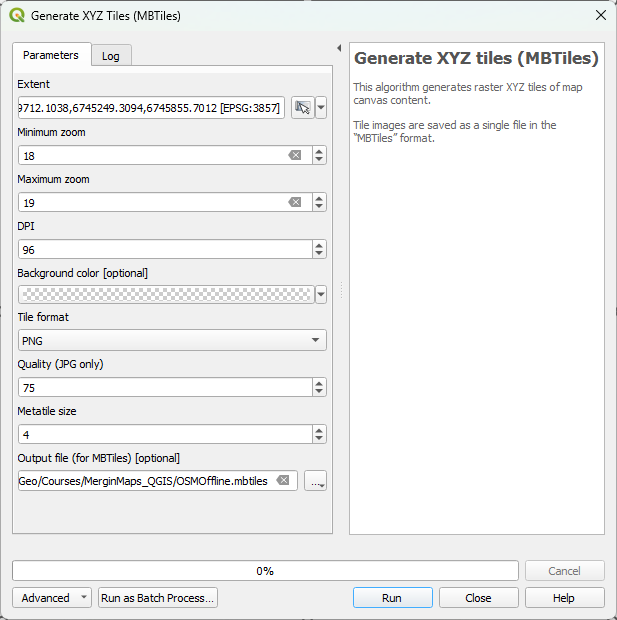 Generate XYZ Tiles (MBTiles)
Parameters
Log
Extent
9712.1038,6745249.3094,6745855.7012 [EPSG:3857]
Minimum zoom
18
Maximum zoom
19
DPI
96
Background color [optional]
Tile format
PNG
Quality (JPG only)
75
Metatile size
4
Output file (for MBTiles) [optional]
Geo/Courses/MerginMaps_QGIS/OSMOffline.mbtiles
...
Generate XYZ tiles (MBTiles)
This algorithm generates raster XYZ tiles of map
canvas content.
Tile images are saved as a single file in the
“MBTiles” format.
0%
Cancel
Advanced
Run as Batch Process...
Run
Close
Help